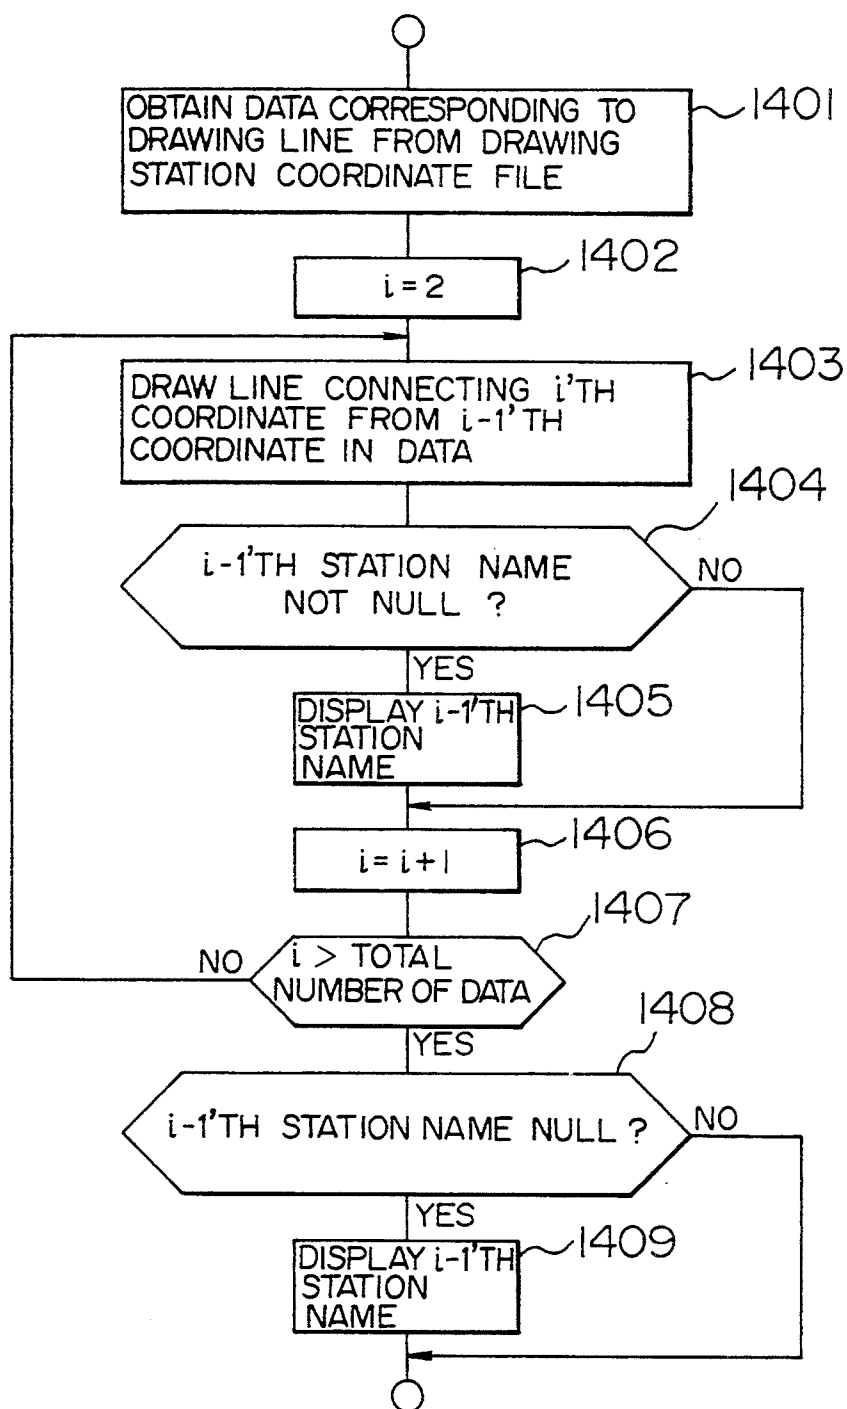 OBTAIN DATA CORRESPONDING TO
DRAWING LINE FROM DRAWING
STATION COORDINATE FILE
1401
i=2
1402
DRAW LINE CONNECTING i'TH
COORDINATE FROM i-1'TH
COORDINATE IN DATA
1403
1404
i-1'TH STATION NAME
NOT NULL ?
NO
YES
DISPLAY i-1'TH
STATION
NAME
1405
i=i+1
1406
1407
NO
i > TOTAL
NUMBER OF DATA
YES
1408
i-1'TH STATION NAME NULL ?
NO
YES
DISPLAY i-1'TH
STATION
NAME
1409